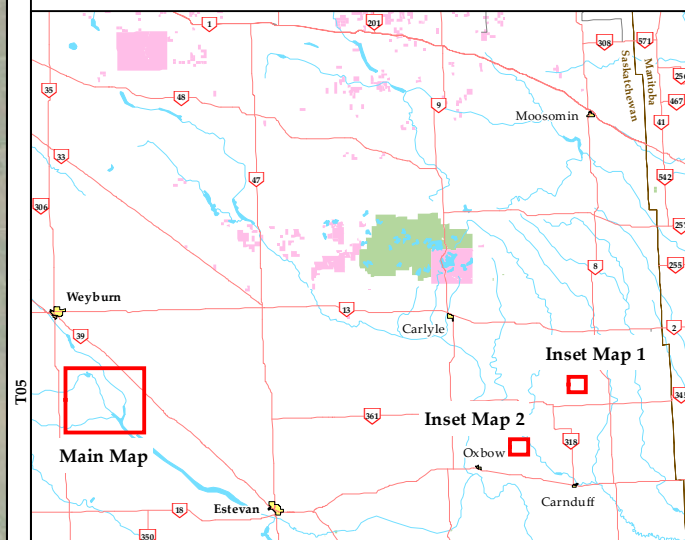 1
201
308
571
Saskatchewan
Manitoba
35
48
9
467
Moosomin
41
33
47
542
306
8
255
Weyburn
13
2
Carlyle
39
Inset Map 1
T05
361
Inset Map 2
318
Oxbow
Main Map
Carnduff
18
Estevan
350